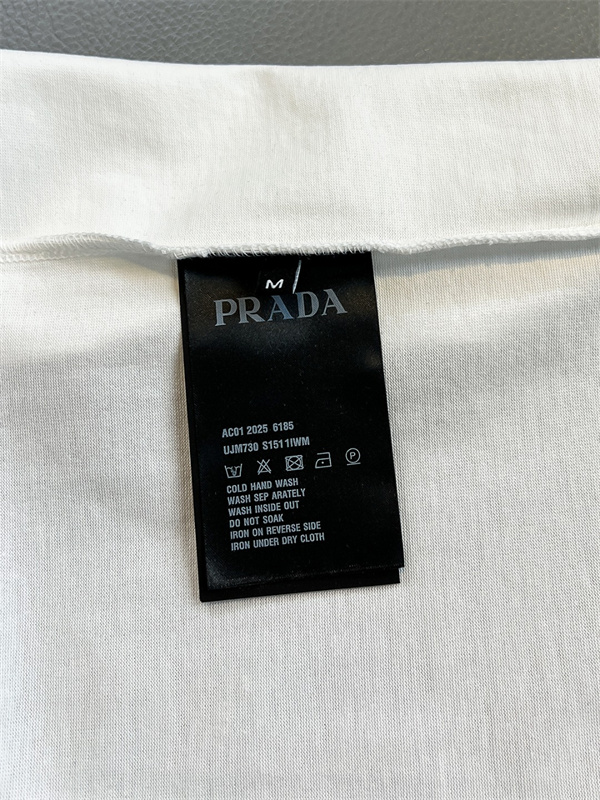 M
PRADA
AC01 2025 6185
UJM730 S1511IWM
P
COLD HAND WASH
WASH SEP ARATELY
WASH INSIDE OUT
DO NOT SOAK
IRON ON REVERSE SIDE
IRON UNDER DRY CLOTH